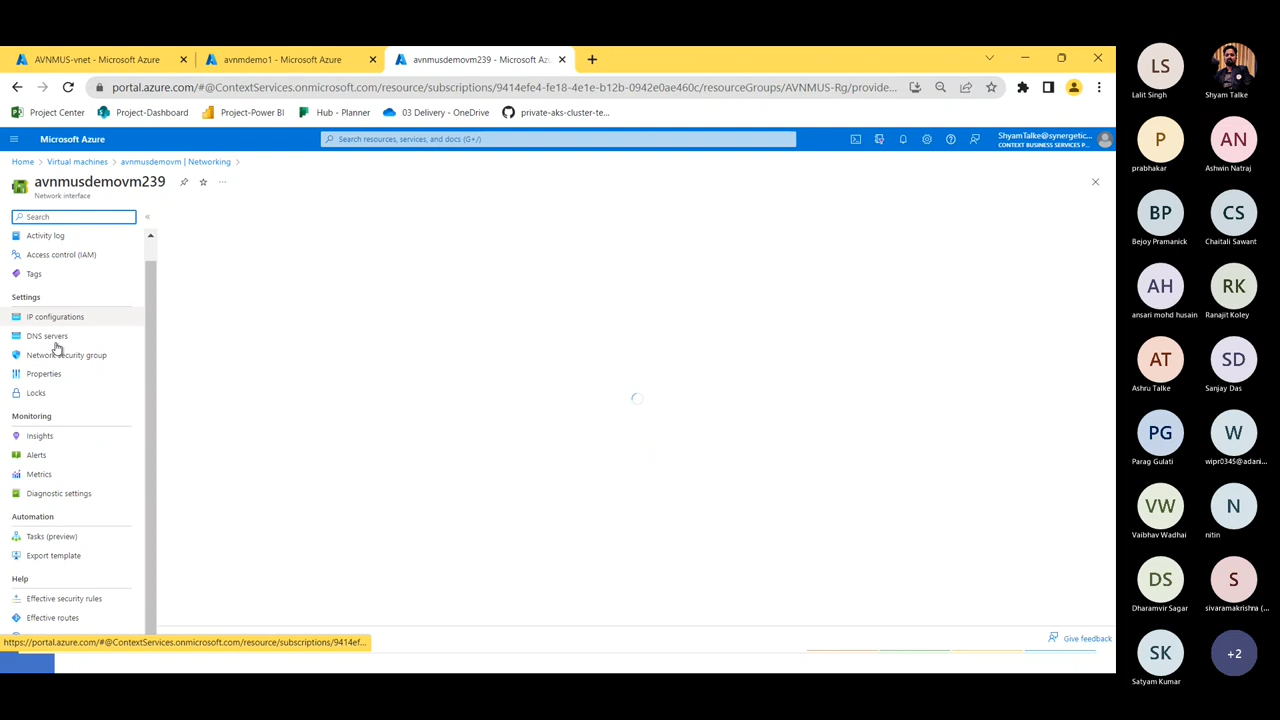 AVNMUS-vnet - Microsoft Azure
avnmdemo1 - Microsoft Azure
avnmusdemovm239 - Microsoft Az
portal.azure.com/#@ContextServices.onmicrosoft.com/resource/subscriptions/9414efe4-fe18-4e1e-b12b-0942e0ae460c/resourceGroups/AVNMUS-Rg/provide...
Project Center
Project-Dashboard
Project-Power BI
Hub - Planner
03 Delivery - OneDrive
private-aks-cluster-te...
Microsoft Azure
Search resources, services, and docs (G+/)
ShyamTalke@synergetic...
CONTEXT BUSINESS SERVICES P...
Home > Virtual machines > avnmusdemovm | Networking >
avnmusdemovm239
Network interface
Search
Activity log
Access control (IAM)
Tags
Settings
IP configurations
DNS servers
Network security group
Properties
Locks
Monitoring
Insights
Alerts
Metrics
Diagnostic settings
Automation
Tasks (preview)
Export template
Help
Effective security rules
Effective routes
https://portal.azure.com/#@ContextServices.onmicrosoft.com/resource/subscriptions/9414ef...
Give feedback
LS
Lalit Singh
Shyam Talke
P
prabhakar
AN
Ashwin Natraj
BP
Bejoy Pramanick
CS
Chaitali Sawant
AH
ansari mohd husain
RK
Ranajit Koley
AT
Ashru Talke
SD
Sanjay Das
PG
Parag Gulati
W
wipr0345@adani...
VW
Vaibhav Wadhai
N
nitin
DS
Dharamvir Sagar
S
sivaramakrishna (...
SK
Satyam Kumar
+2